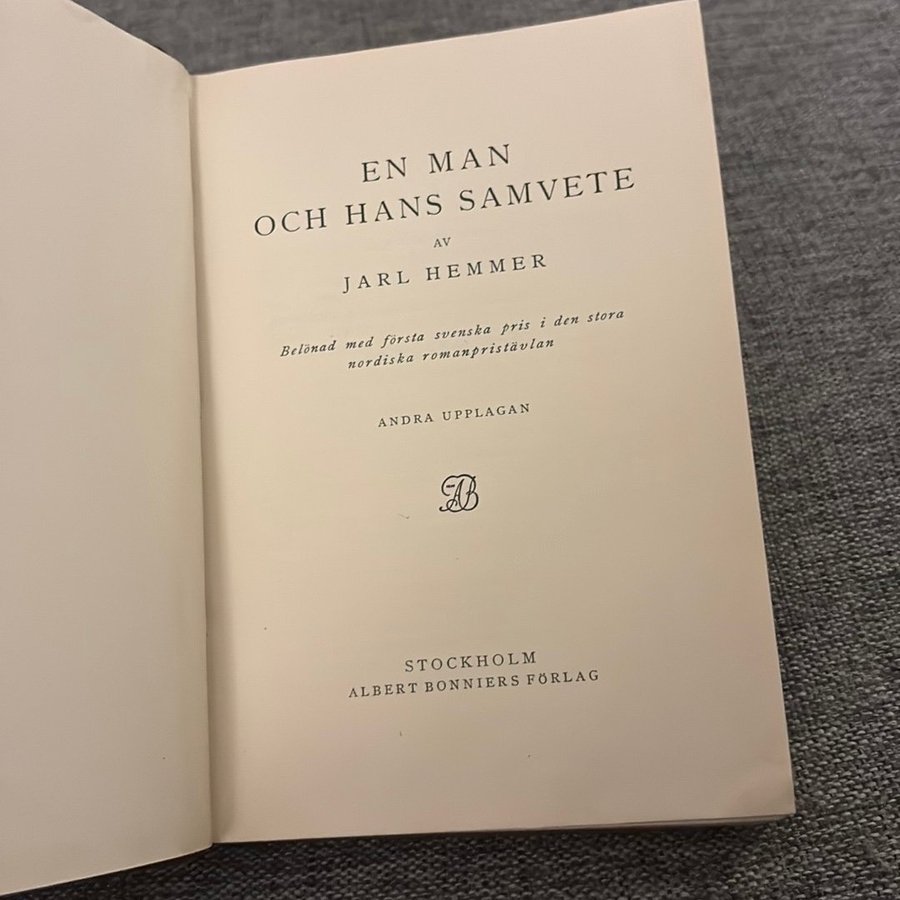 EN MAN
OCH HANS SAMVETE
AV
JARL HEMMER
Belönad med första svenska pris i den stora
nordiska romanpristävlan
ANDRA UPPLAGAN
AB
STOCKHOLM
ALBERT BONNIERS FÖRLAG